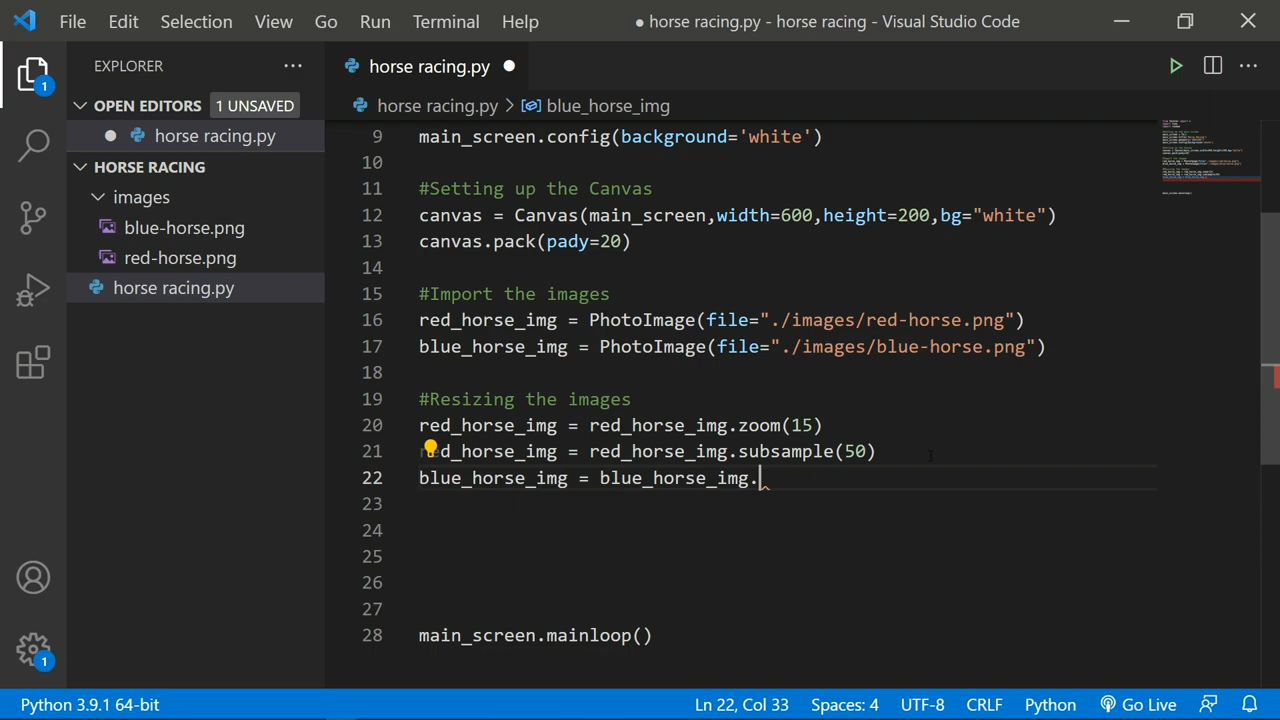 File Edit Selection View Go Run Terminal Help ● horse racing.py - horse racing - Visual Studio Code
1
EXPLORER ···
OPEN EDITORS 1 UNSAVED
horse racing.py
HORSE RACING
images
blue-horse.png
red-horse.png
horse racing.py
1
horse racing.py
horse racing.py > blue_horse_img
9 main_screen.config(background='white')
10
11 #Setting up the Canvas
12 canvas = Canvas(main_screen,width=600,height=200,bg="white")
13 canvas.pack(pady=20)
14
15 #Import the images
16 red_horse_img = PhotoImage(file="./images/red-horse.png")
17 blue_horse_img = PhotoImage(file="./images/blue-horse.png")
18
19 #Resizing the images
20 red_horse_img = red_horse_img.zoom(15)
21 red_horse_img = red_horse_img.subsample(50)
22 blue_horse_img = blue_horse_img.
23
24
25
26
27
28 main_screen.mainloop()
Python 3.9.1 64-bit Ln 22, Col 33 Spaces: 4 UTF-8 CRLF Python Go Live